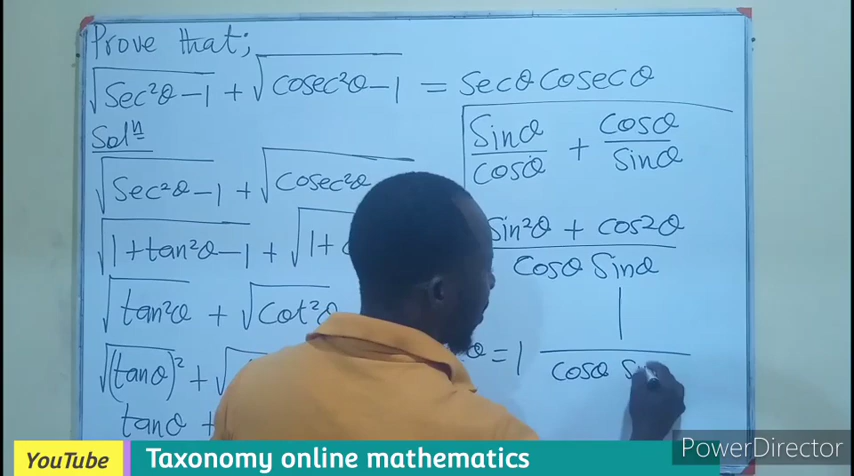 Prove that;
√(Sec²θ-1) + √(cosec²θ-1) = secθ cosecθ
Solⁿ
√(Sec²θ-1) + √(cosec²θ
√(1+tan²θ-1) + √(1+
√(tan²θ) + √(cot²θ
√((tanθ)²) + √
tanθ +
Sinθ/cosθ + cosθ/sinθ
sin²θ + cos2θ
cosθ Sinθ
θ = 1
1
cosθ S
YouTube Taxonomy online mathematics
PowerDirector